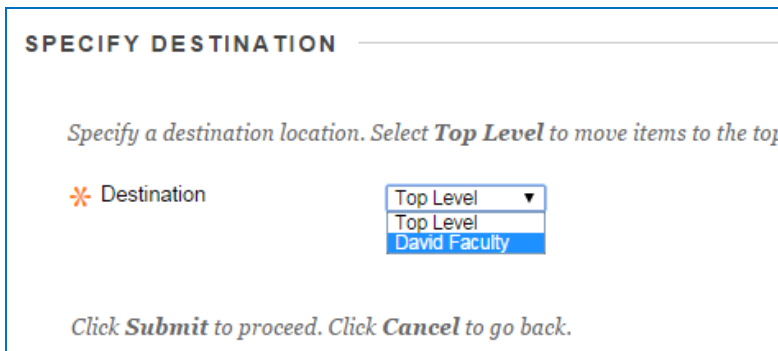 SPECIFY DESTINATION
Specify a destination location. Select Top Level to move items to the top
Destination
Top Level
Top Level
David Faculty
Click Submit to proceed. Click Cancel to go back.